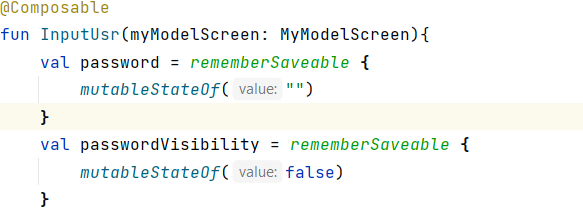 @Composable
fun InputUsr(myModelScreen: MyModelScreen){
    val password = rememberSaveable {
        mutableStateOf( value: "")
    }
    val passwordVisibility = rememberSaveable {
        mutableStateOf( value: false)
    }